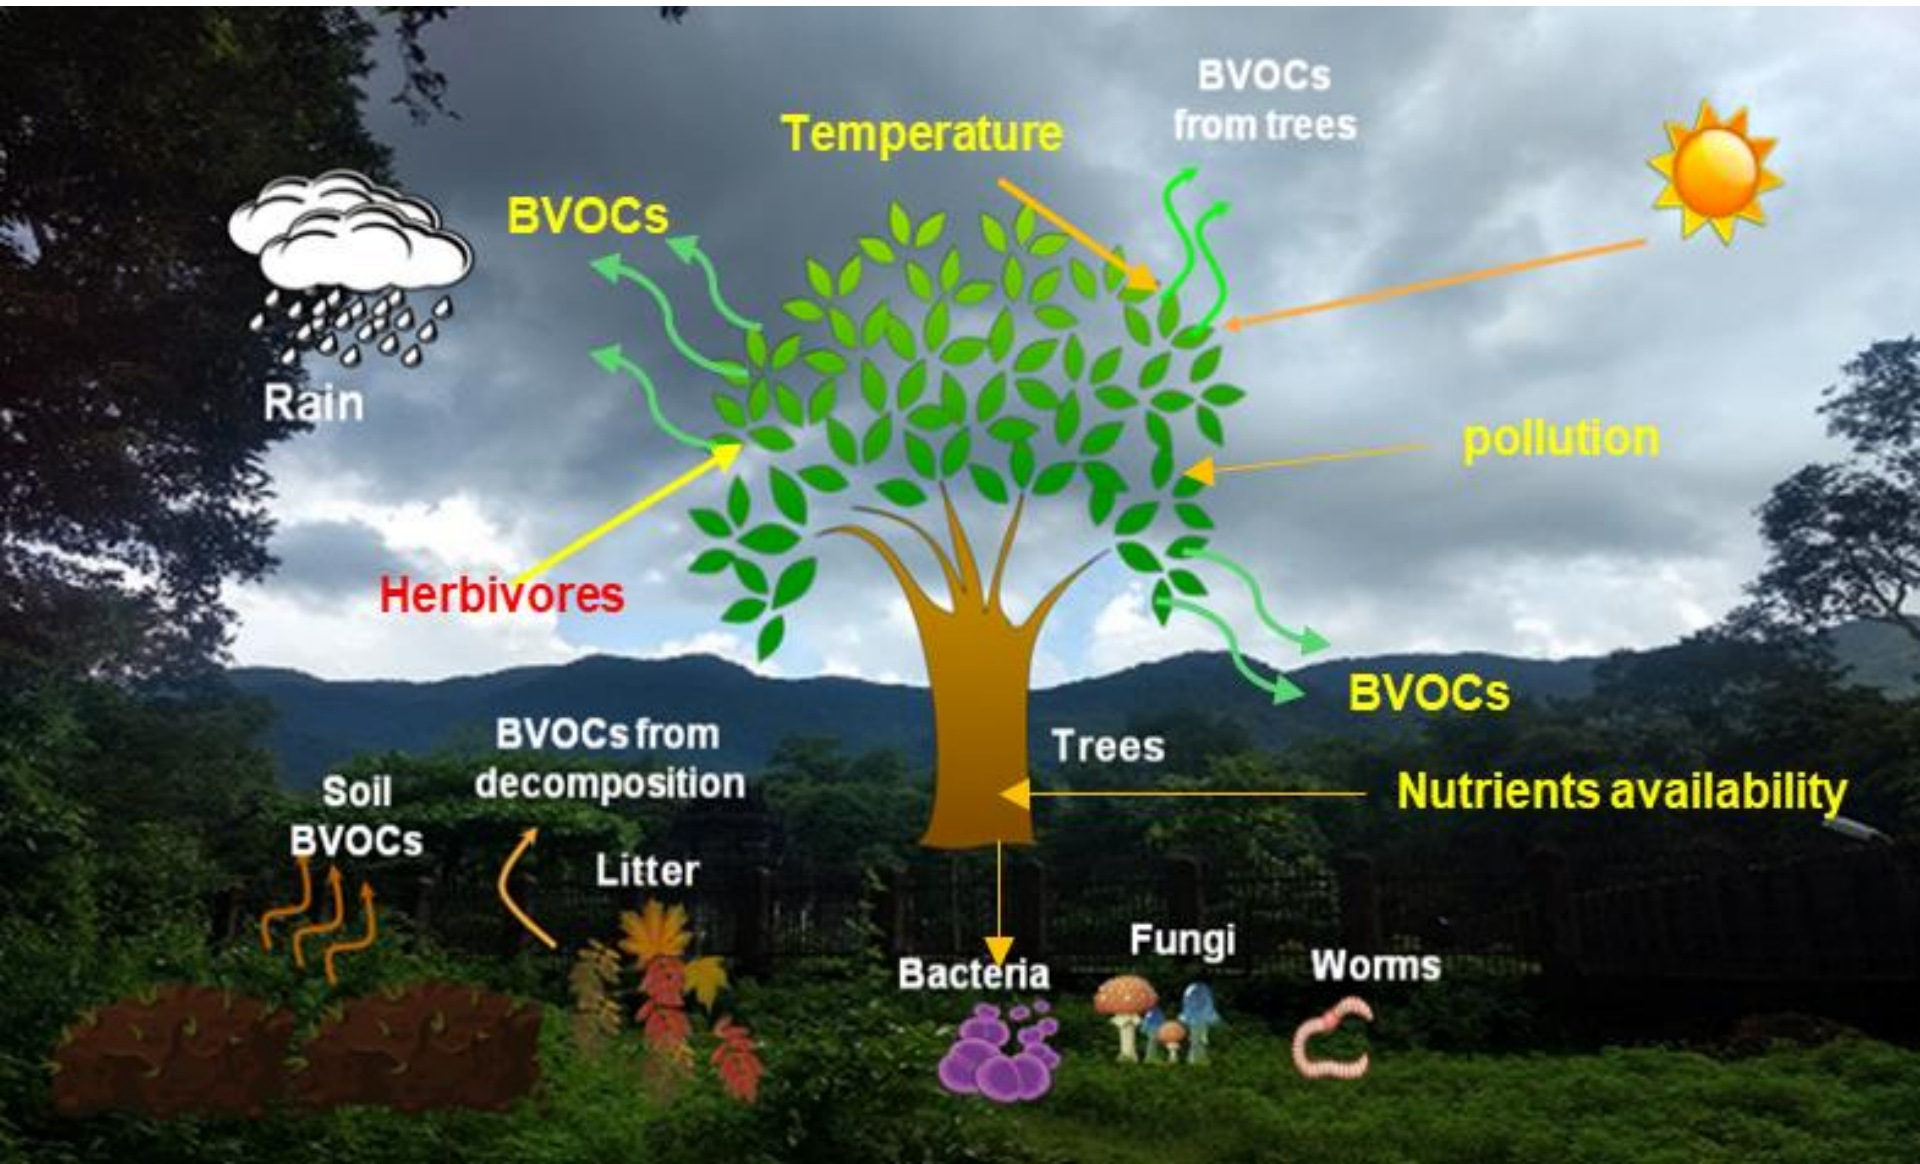 BVOCs
from trees
Temperature
BVOCs
Rain
pollution
Herbivores
BVOCs
BVOCs from
decomposition
Trees
Soil
BVOCs
Nutrients availability
Litter
Fungi
Bacteria
Worms